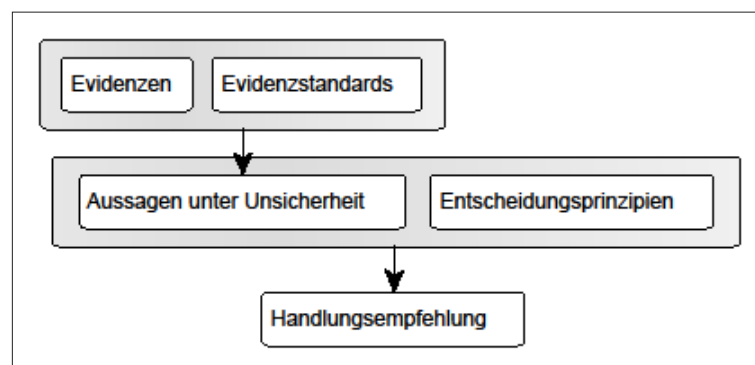 Evidenzen
Evidenzstandards
Aussagen unter Unsicherheit
Entscheidungsprinzipien
Handlungsempfehlung